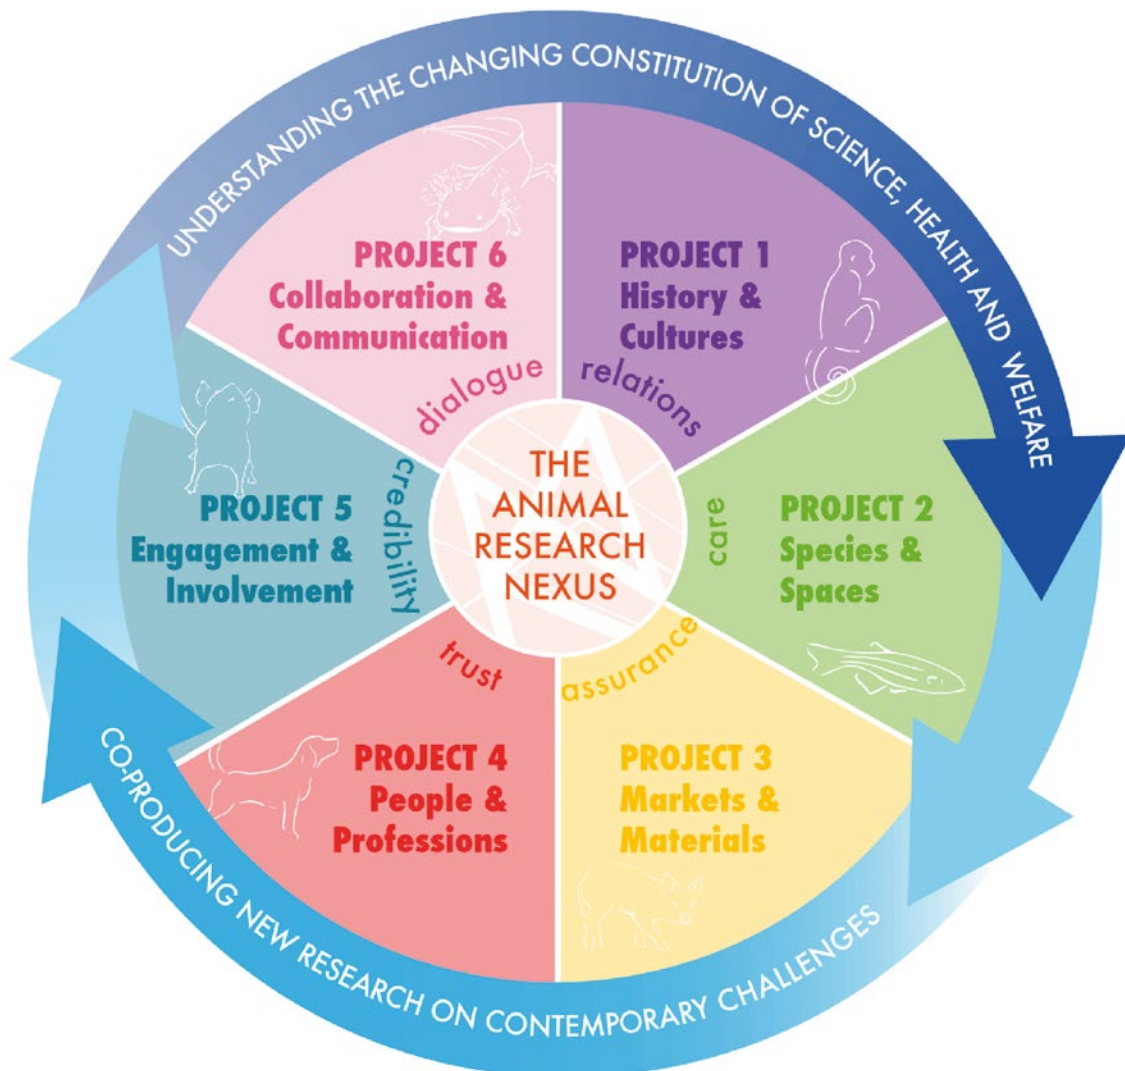 UNDERSTANDING THE CHANGING CONSTITUTION OF SCIENCE, HEALTH AND WELFARE
PROJECT 6
Collaboration &
Communication
dialogue
PROJECT 1
History &
Cultures
relations
PROJECT 5
Engagement &
Involvement
credibility
THE
ANIMAL
RESEARCH
NEXUS
care
PROJECT 2
Species &
Spaces
trust
PROJECT 4
People &
Professions
assurance
PROJECT 3
Markets &
Materials
CO-PRODUCING NEW RESEARCH ON CONTEMPORARY CHALLENGES